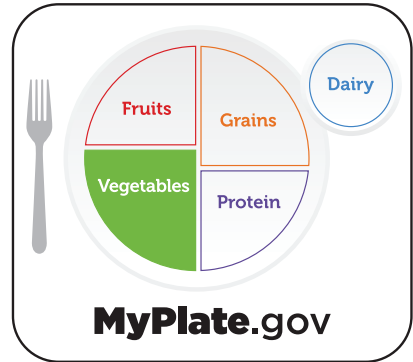 Fruits
Grains
Dairy
Vegetables
Protein
MyPlate.gov